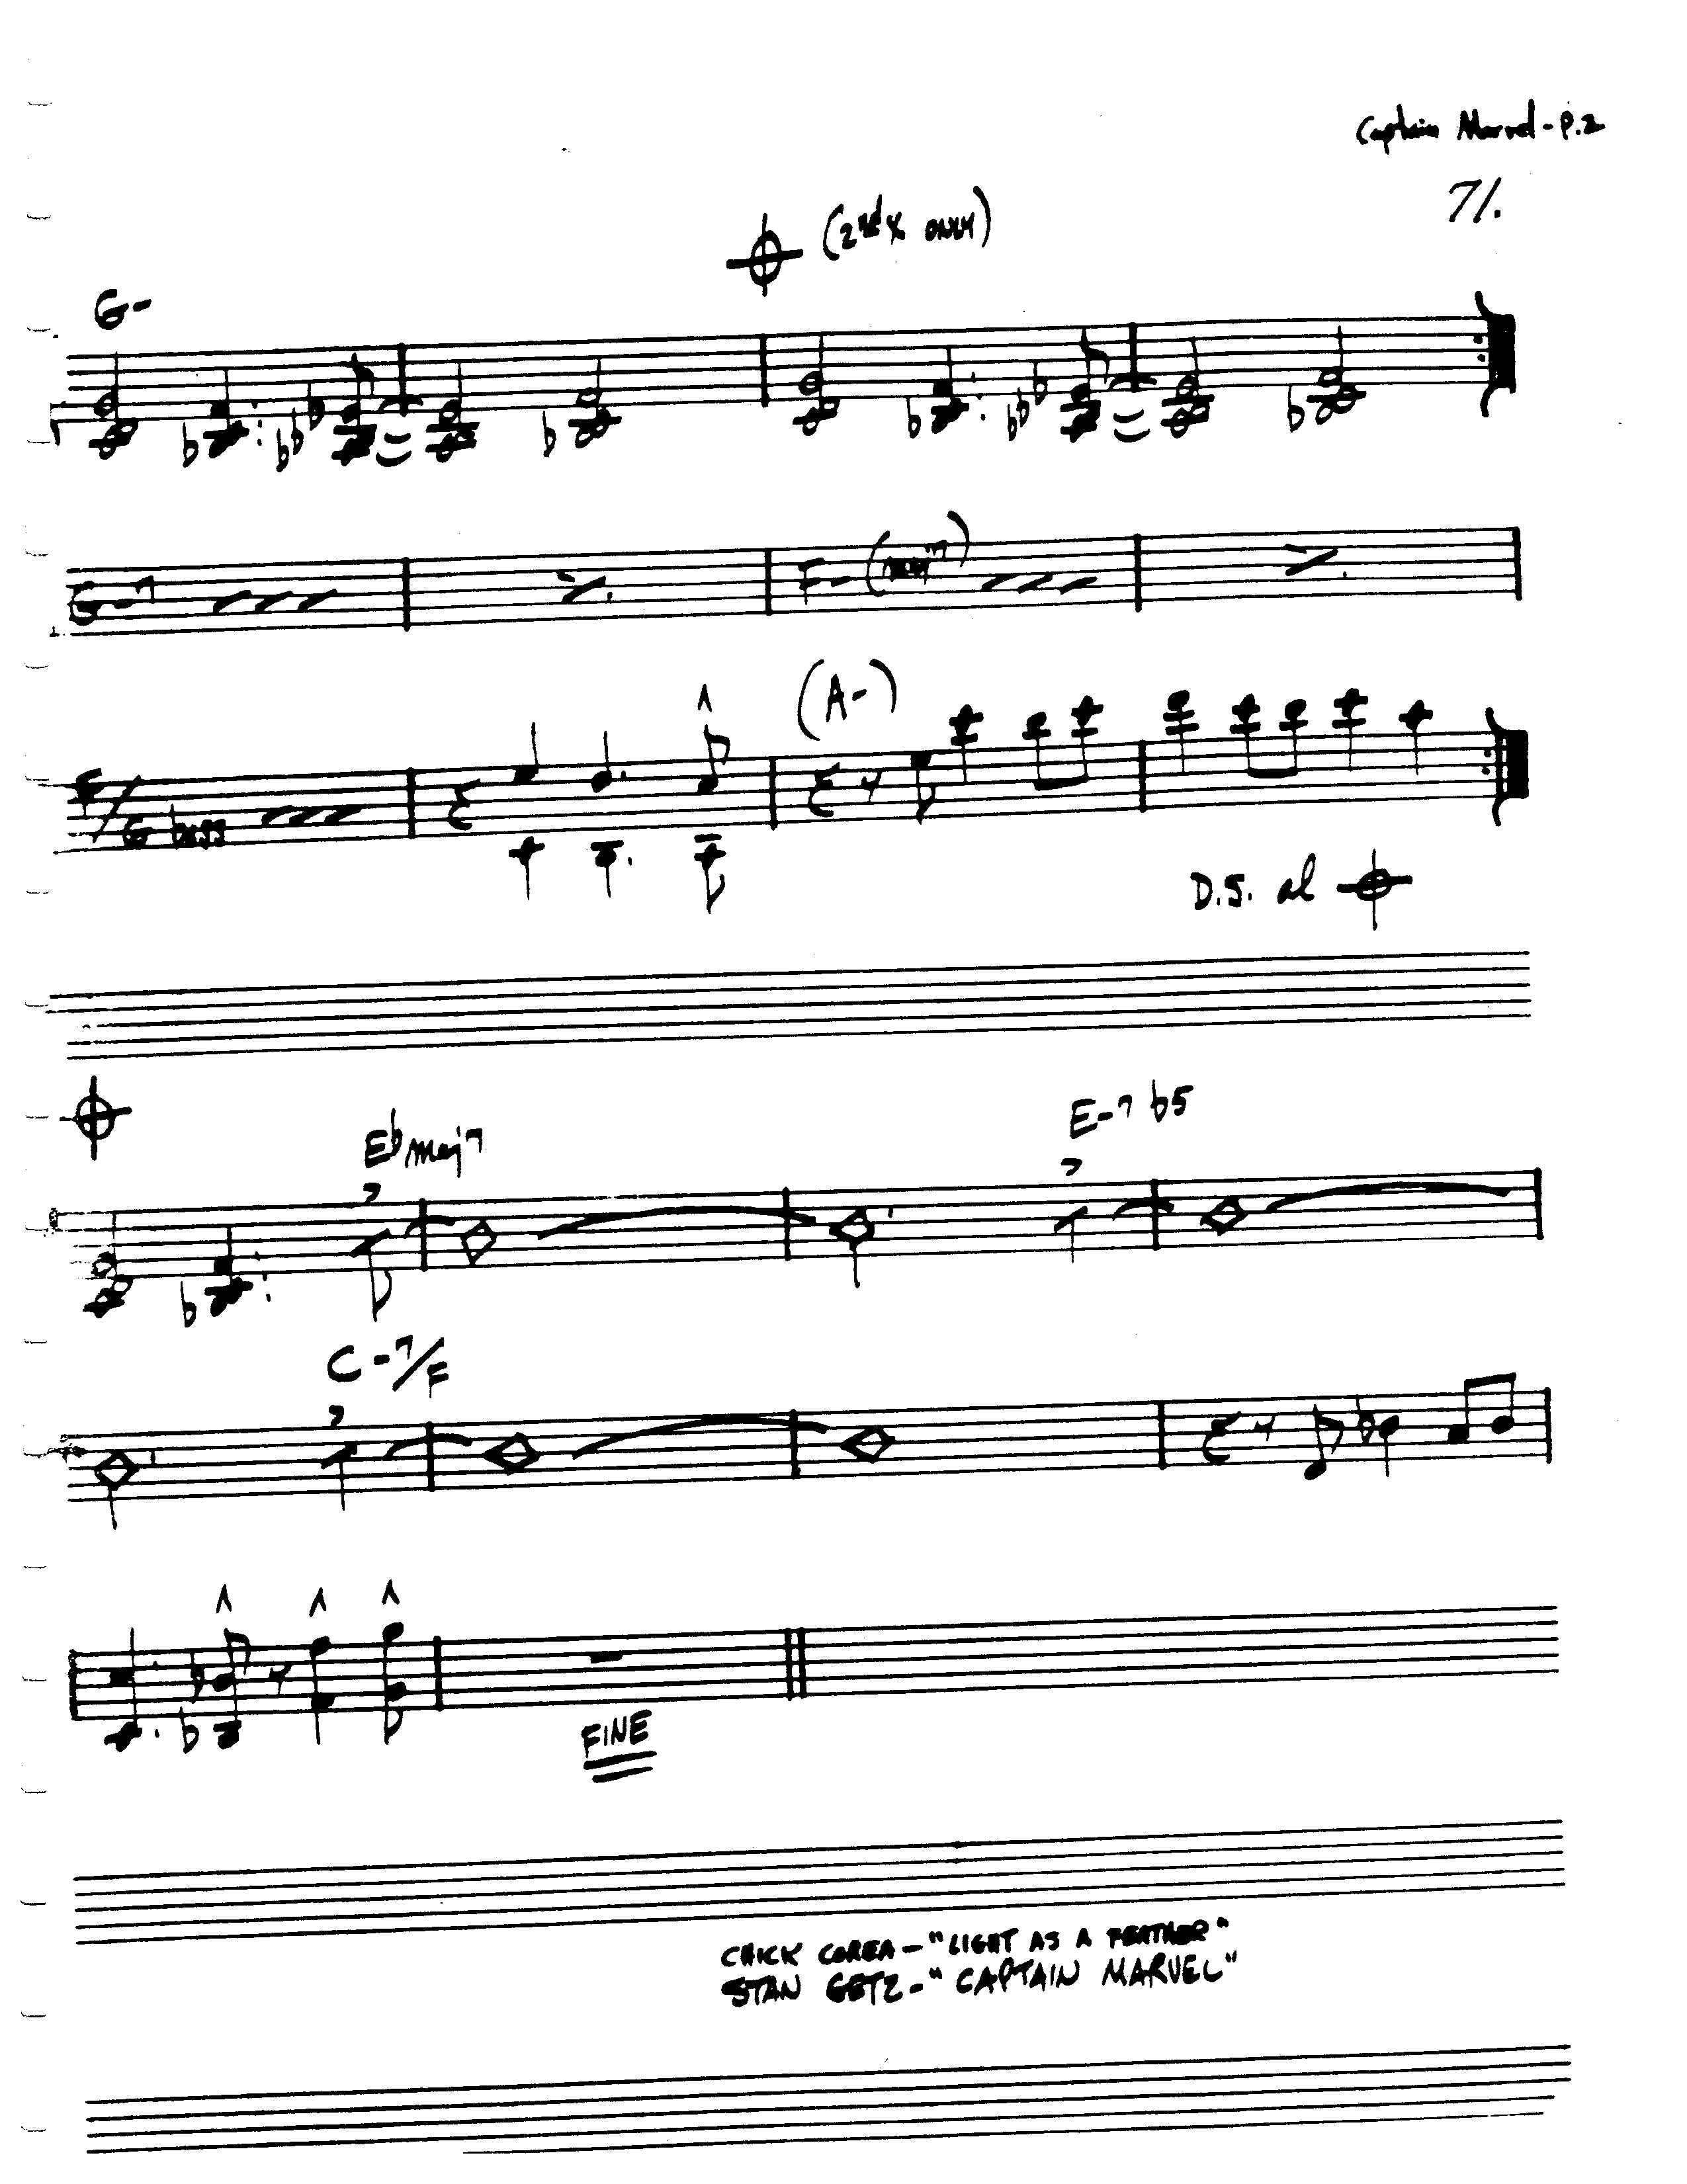 Captain Marvel - P.2
71.
(2nd X ONLY)
G-
G-7 F-(maj7)
(A-)
F/G bass
D.S. al
Ebmaj7 E-7 b5
C-7/F
FINE
CHICK COREA - "LIGHT AS A FEATHER"
STAN GETZ - "CAPTAIN MARVEL"